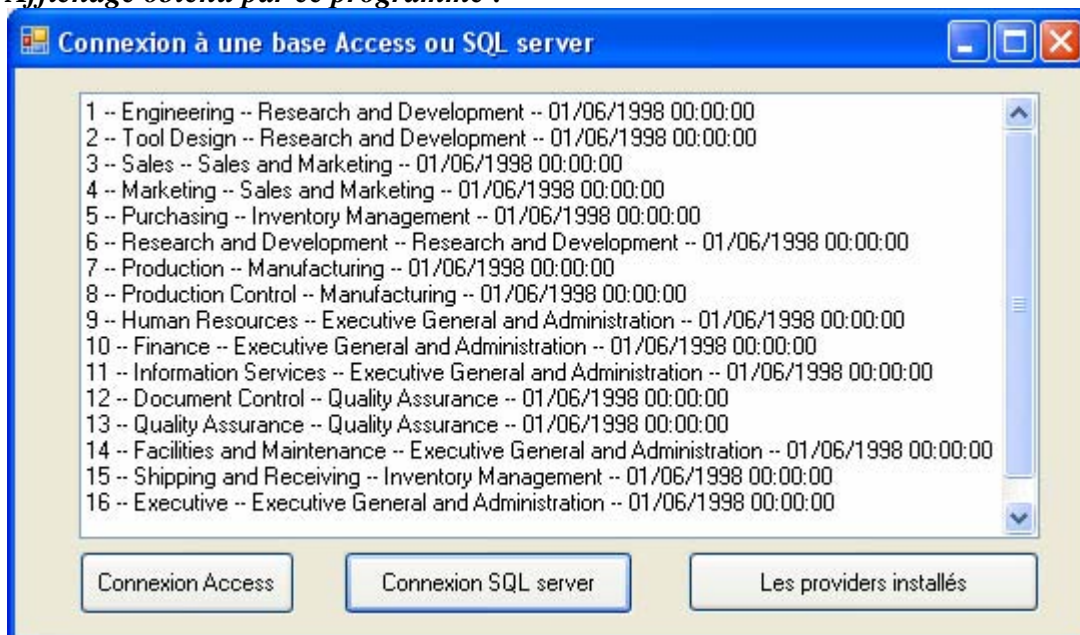 Affichage obtenu par ce programme :
Connexion à une base Access ou SQL server
1 -- Engineering -- Research and Development -- 01/06/1998 00:00:00
2 -- Tool Design -- Research and Development -- 01/06/1998 00:00:00
3 -- Sales -- Sales and Marketing -- 01/06/1998 00:00:00
4 -- Marketing -- Sales and Marketing -- 01/06/1998 00:00:00
5 -- Purchasing -- Inventory Management -- 01/06/1998 00:00:00
6 -- Research and Development -- Research and Development -- 01/06/1998 00:00:00
7 -- Production -- Manufacturing -- 01/06/1998 00:00:00
8 -- Production Control -- Manufacturing -- 01/06/1998 00:00:00
9 -- Human Resources -- Executive General and Administration -- 01/06/1998 00:00:00
10 -- Finance -- Executive General and Administration -- 01/06/1998 00:00:00
11 -- Information Services -- Executive General and Administration -- 01/06/1998 00:00:00
12 -- Document Control -- Quality Assurance -- 01/06/1998 00:00:00
13 -- Quality Assurance -- Quality Assurance -- 01/06/1998 00:00:00
14 -- Facilities and Maintenance -- Executive General and Administration -- 01/06/1998 00:00:00
15 -- Shipping and Receiving -- Inventory Management -- 01/06/1998 00:00:00
16 -- Executive -- Executive General and Administration -- 01/06/1998 00:00:00
Connexion Access
Connexion SQL server
Les providers installés